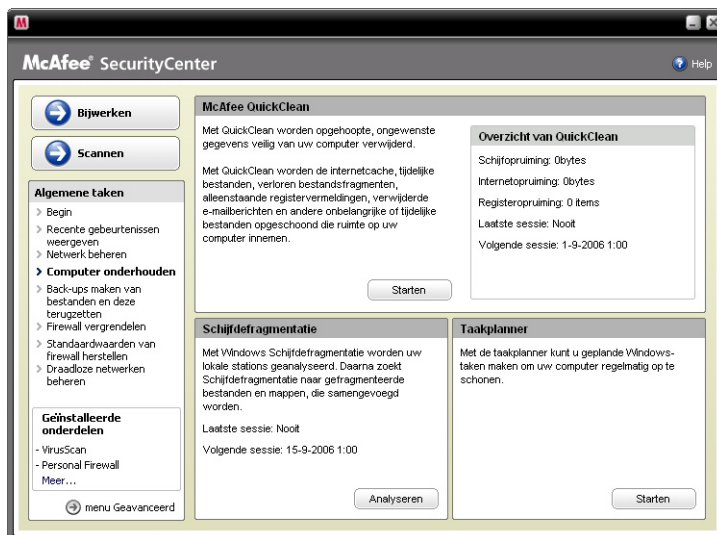 McAfee® SecurityCenter
Help
Bijwerken
Scannen
Algemene taken
Begin
Recente gebeurtenissen
weergeven
Netwerk beheren
Computer onderhouden
Back-ups maken van
bestanden en deze
terugzetten
Firewall vergrendelen
Standaardwaarden van
firewall herstellen
Draadloze netwerken
beheren
Geïnstalleerde
onderdelen
- VirusScan
- Personal Firewall
Meer...
menu Geavanceerd
McAfee QuickClean
Met QuickClean worden opgehoopte, ongewenste
gegevens veilig van uw computer verwijderd.
Met QuickClean worden de internetcache, tijdelijke
bestanden, verloren bestandsfragmenten,
alleenstaande registervermeldingen, verwijderde
e-mailberichten en andere onbelangrijke of tijdelijke
bestanden opgeschoond die ruimte op uw
computer innemen.
Starten
Overzicht van QuickClean
Schijfopruiming: 0bytes
Internetopruiming: 0bytes
Registeropruiming: 0 items
Laatste sessie: Nooit
Volgende sessie: 1-9-2006 1:00
Schijfdefragmentatie
Met Windows Schijfdefragmentatie worden uw
lokale stations geanalyseerd. Daarna zoekt
Schijfdefragmentatie naar gefragmenteerde
bestanden en mappen, die samengevoegd
worden.
Laatste sessie: Nooit
Volgende sessie: 15-9-2006 1:00
Analyseren
Taakplanner
Met de taakplanner kunt u geplande Windows-
taken maken om uw computer regelmatig op te
schonen.
Starten